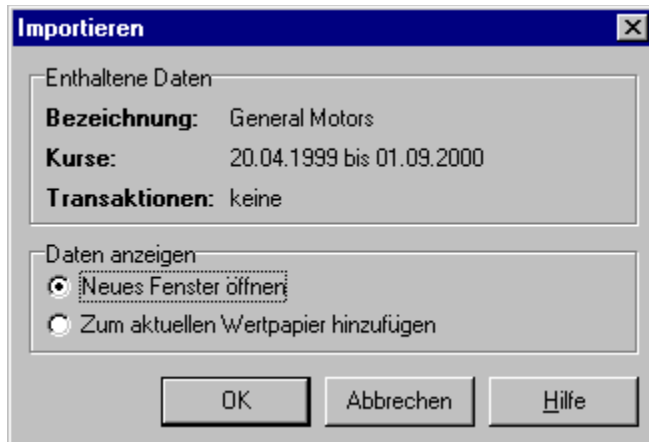 Importieren
Enthaltene Daten
Bezeichnung: General Motors
Kurse: 20.04.1999 bis 01.09.2000
Transaktionen: keine
Daten anzeigen
Neues Fenster öffnen
Zum aktuellen Wertpapier hinzufügen
OK Abbrechen Hilfe